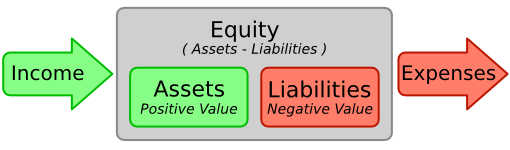 Income
Equity
( Assets - Liabilities )
Assets
Positive Value
Liabilities
Negative Value
Expenses